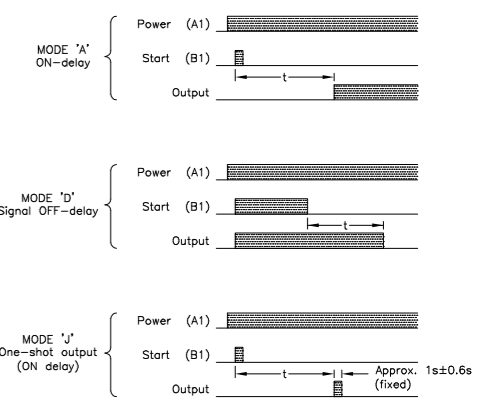 MODE "A"
ON-delay
Power (A1)
Start (B1)
t
Output
MODE "D"
Signal OFF-delay
Power (A1)
Start (B1)
t
Output
MODE "J"
One-shot output
(ON delay)
Power (A1)
Start (B1)
t
Approx. 1s±0.6s
(fixed)
Output